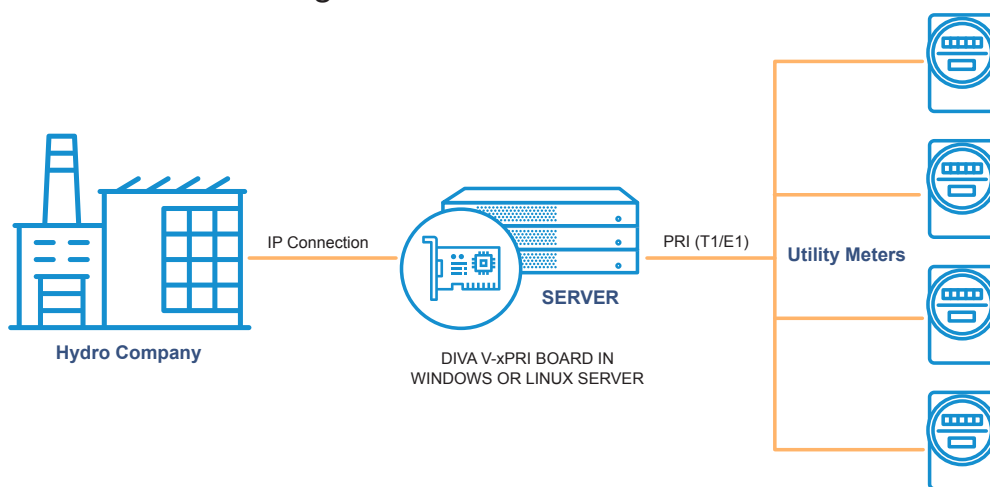 IP Connection
PRI (T1/E1)
Utility Meters
SERVER
Hydro Company
DIVA V-xPRI BOARD IN
WINDOWS OR LINUX SERVER